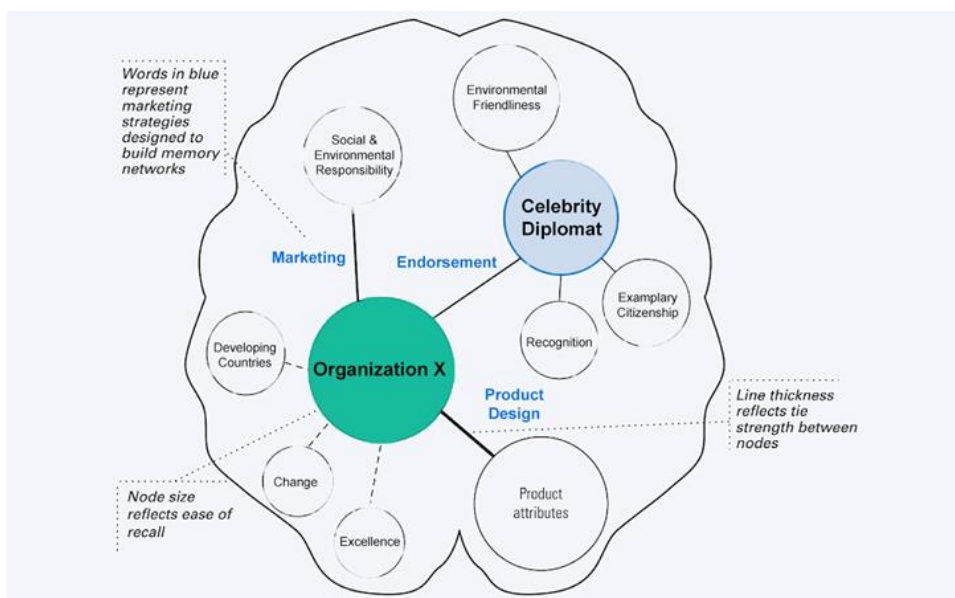 Words in blue
represent
marketing
strategies
designed to
build memory
networks
Environmental
Friendliness
Social &
Environmental
Responsibility
Celebrity
Diplomat
Marketing
Endorsement
Examplary
Citizenship
Recognition
Developing
Countries
Organization X
Product
Design
Line thickness
reflects tie
strength between
nodes
Change
Node size
reflects ease of
recall
Product
attributes
Excellence